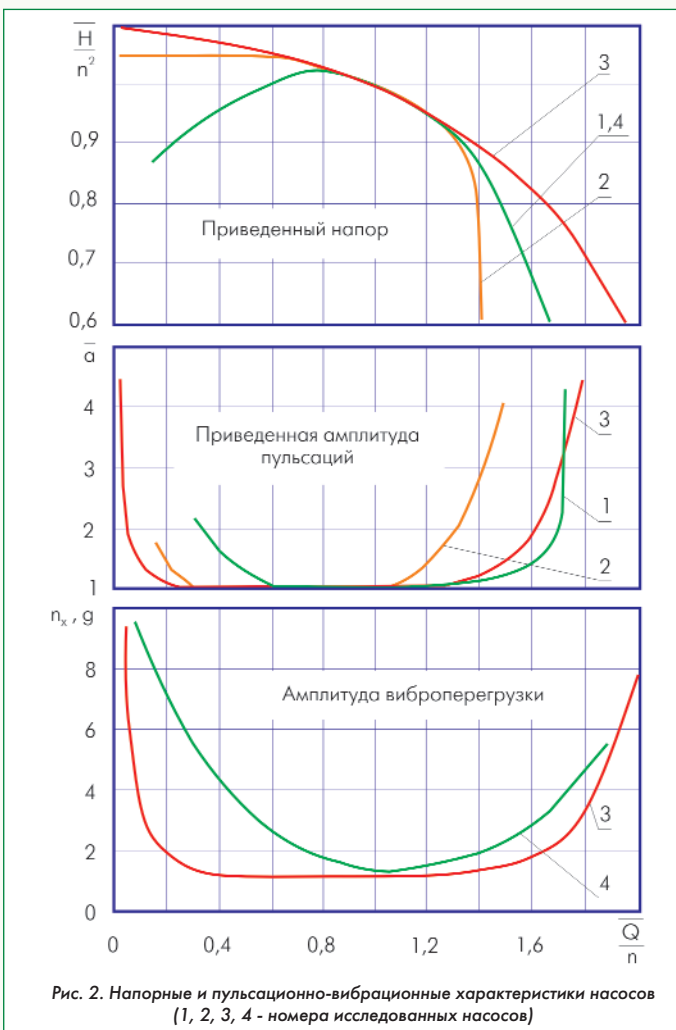 H
n²
3
1,4
0,9
2
0,8
Приведенный напор
0,7
0,6
a
4
Приведенная амплитуда
пульсаций
3
3
1
2
2
1
nₓ , g
8
Амплитуда виброперегрузки
6
4
3
2
4
0
0 0,4 0,8 1,2 1,6 Q
n
Рис. 2. Напорные и пульсационно-вибрационные характеристики насосов
(1, 2, 3, 4 - номера исследованных насосов)